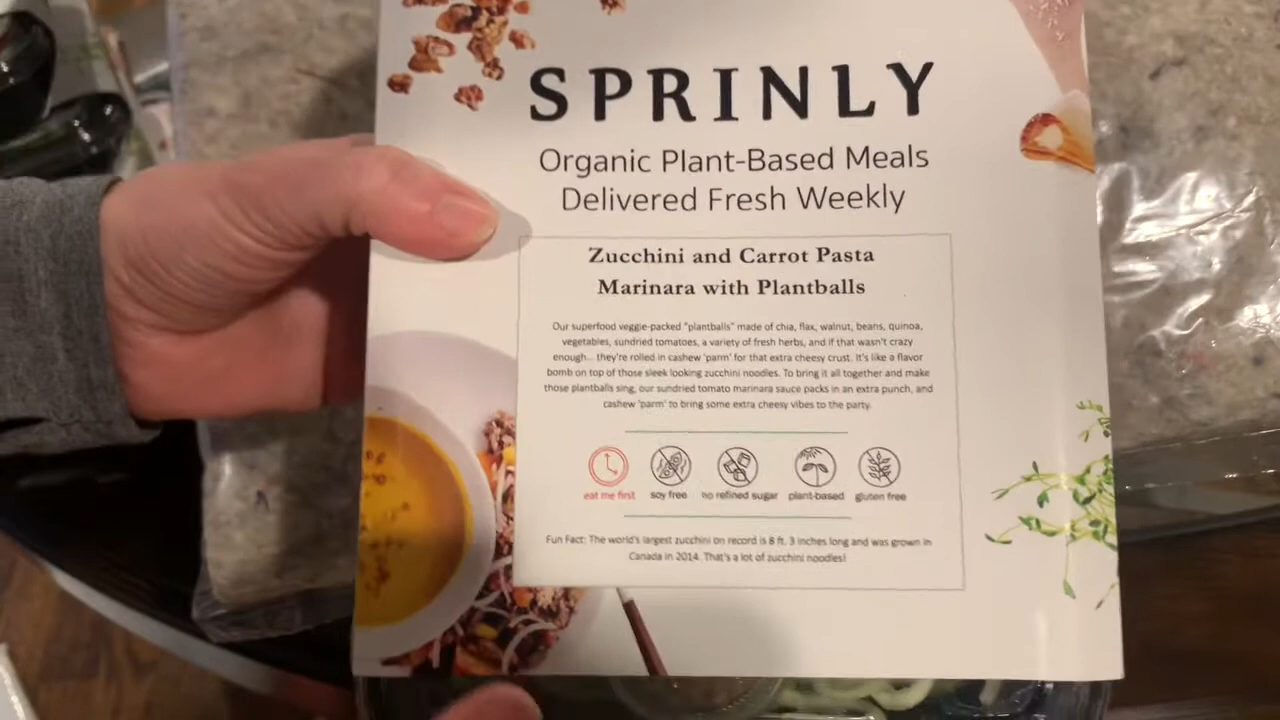 SPRINLY
Organic Plant-Based Meals
Delivered Fresh Weekly
Zucchini and Carrot Pasta
Marinara with Plantballs
Our superfood veggie-packed "plantballs" made of chia, flax, walnut, beans, quinoa,
vegetables, sundried tomatoes, a variety of fresh herbs, and if that wasn't crazy
enough... they're rolled in cashew 'parm' for that extra cheesy crust. It's like a flavor
bomb on top of those sleek looking zucchini noodles. To bring it all together and make
those plantballs sing, our sundried tomato marinara sauce packs in an extra punch, and
cashew 'parm' to bring some extra cheesy vibes to the party.
eat me first soy free no refined sugar plant-based gluten free
Fun Fact: The world's largest zucchini on record is 8 ft. 3 inches long and was grown in
Canada in 2014. That's a lot of zucchini noodles!